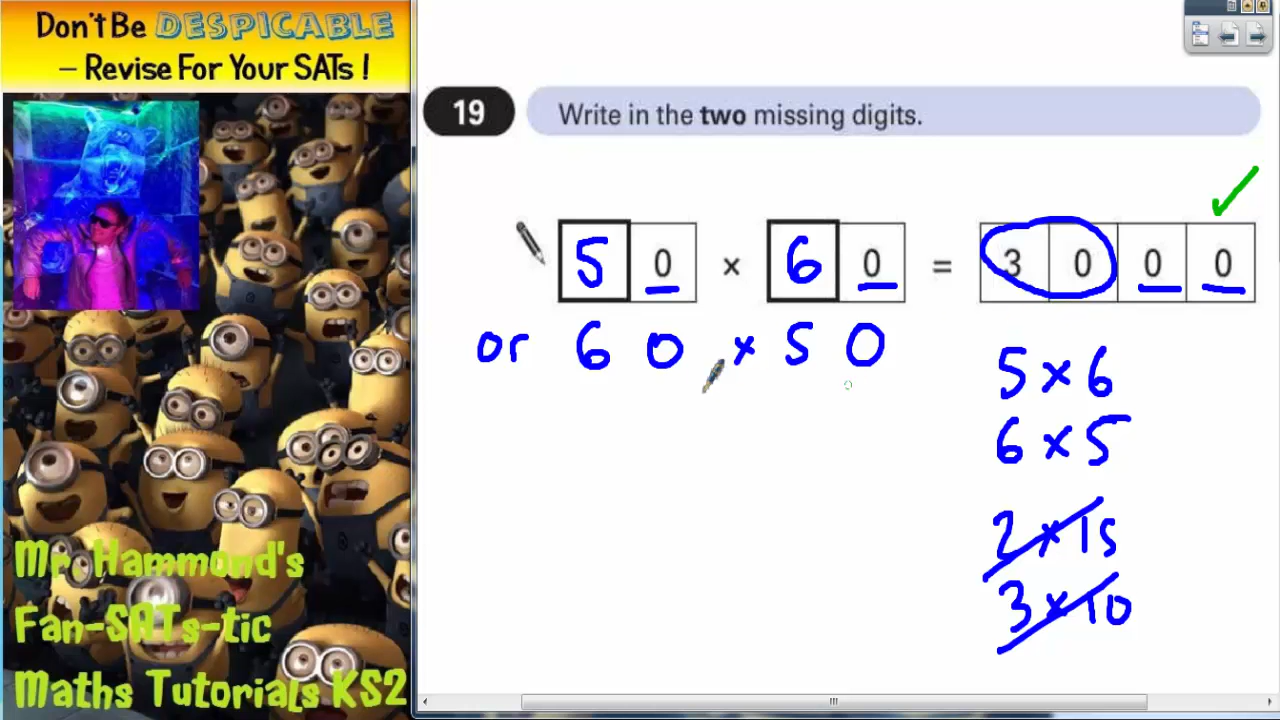 Don't Be DESPICABLE
– Revise For Your SATs !
19 Write in the two missing digits.
5 0 × 6 0 = 3 0 0 0
or 6 0 × 5 0
5 × 6
6 × 5
2 × 15
3 × 10
Mr. Hammond's
Fan-SATs-tic
Maths Tutorials KS2